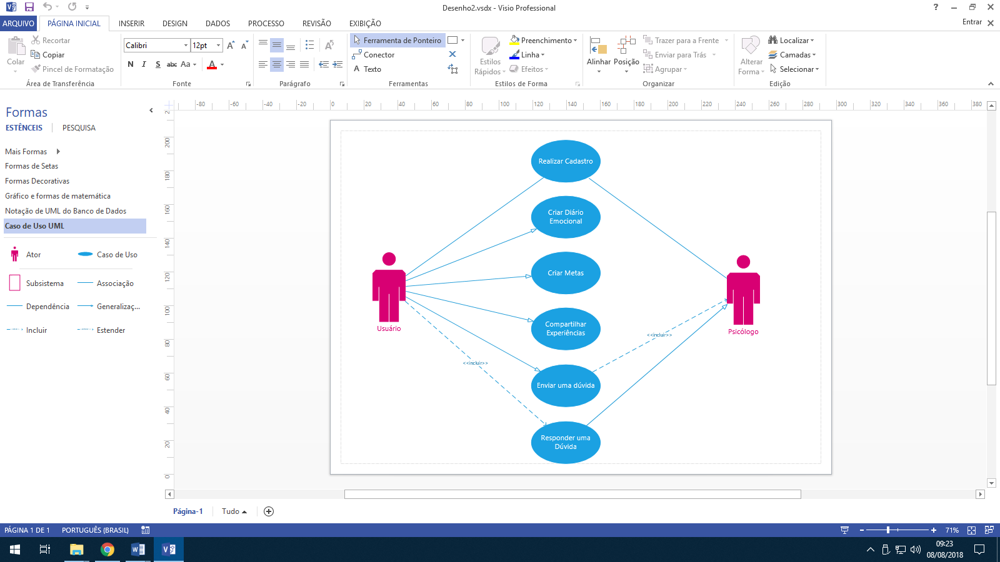 Desenho2.vsdx - Visio Professional
?
ARQUIVO
PÁGINA INICIAL
INSERIR
DESIGN
DADOS
PROCESSO
REVISÃO
EXIBIÇÃO
Entrar
Colar
Recortar
Copiar
Pincel de Formatação
Área de Transferência
Calibri
12pt
A A
N I S abc Aa A
Fonte
A
Parágrafo
Ferramenta de Ponteiro
Conector
A Texto
Ferramentas
Estilos
Rápidos
Preenchimento
Linha
Efeitos
Estilos de Forma
Alinhar
Posição
Trazer para a Frente
Enviar para Trás
Agrupar
Organizar
Alterar
Forma
Localizar
Camadas
Selecionar
Edição
Formas
ESTÊNCEIS
PESQUISA
Mais Formas
Formas de Setas
Formas Decorativas
Gráfico e formas de matemática
Notação de UML do Banco de Dados
Caso de Uso UML
Ator
Caso de Uso
Subsistema
Associação
Dependência
Generalizaç...
Incluir
Estender
-80 -60 -40 -20 0 20 40 60 80 100 120 140 160 180 200 220 240 260 280 300 320 340 360 380
200
180
160
140
120
100
80
60
40
20
0
Realizar Cadastro
Criar Diário
Emocional
Criar Metas
Compartilhar
Experiências
Enviar uma dúvida
Responder uma
Dúvida
Usuário
Psicólogo
<<incluir>>
<<incluir>>
Página-1
Tudo
PÁGINA 1 DE 1
PORTUGUÊS (BRASIL)
71%
09:23
08/08/2018